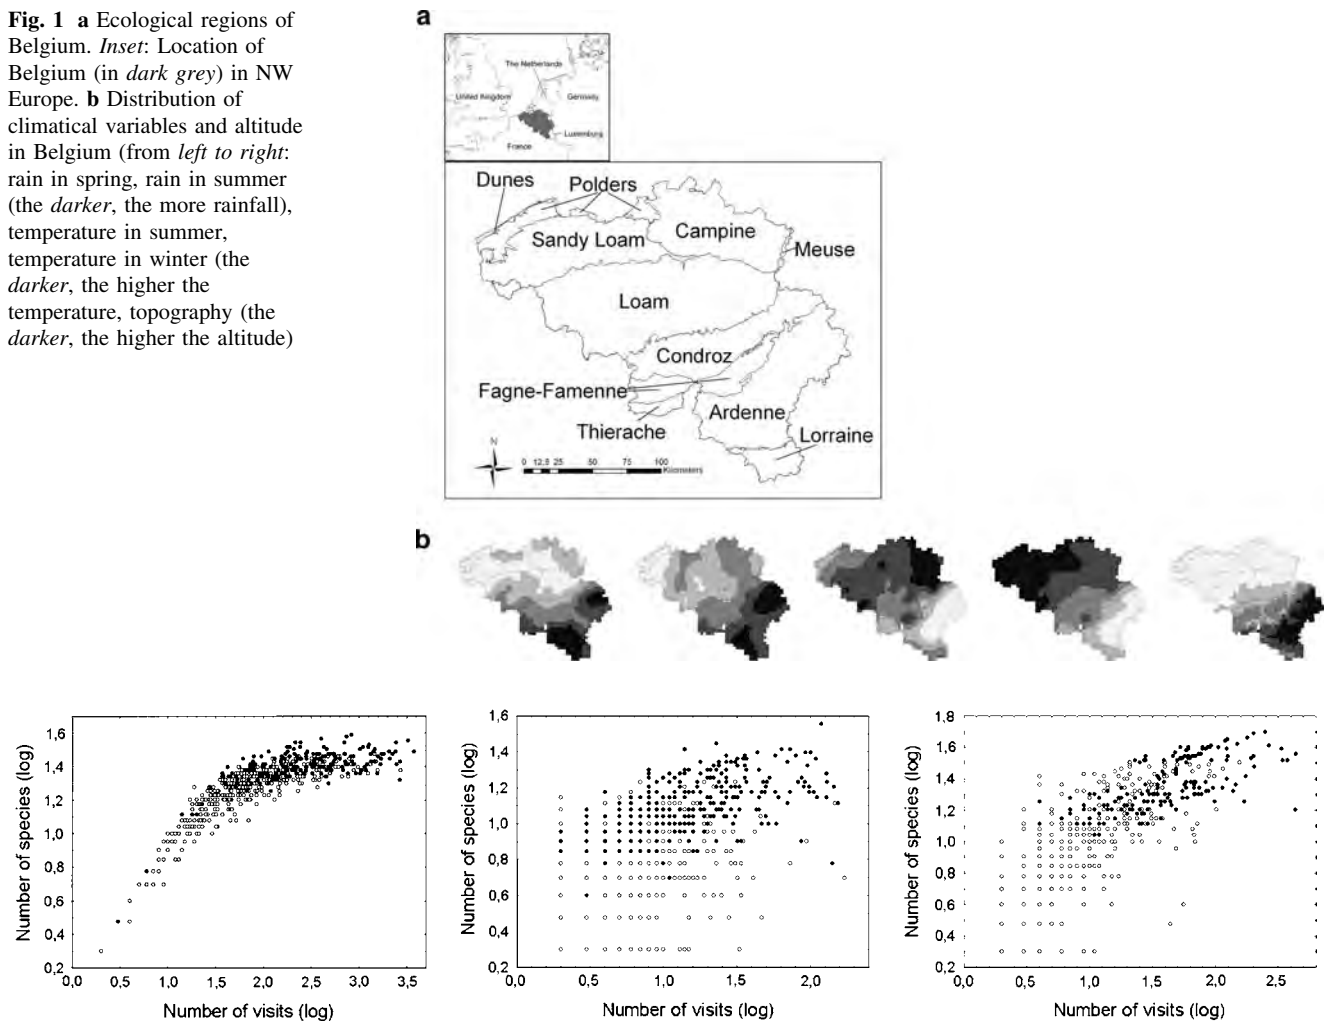 Fig. 1 a Ecological regions of
Belgium. Inset: Location of
Belgium (in dark grey) in NW
Europe. b Distribution of
climatical variables and altitude
in Belgium (from left to right:
rain in spring, rain in summer
(the darker, the more rainfall),
temperature in summer,
temperature in winter (the
darker, the higher the
temperature, topography (the
darker, the higher the altitude)
a
The Netherlands
United Kingdom
Germany
Luxemburg
France
Dunes
Polders
Sandy Loam
Campine
Meuse
Loam
Condroz
Fagne-Famenne
Ardenne
Thierache
Lorraine
N
0 12,5 25 50 75 100
Kilometers
b
Number of species (log)
1,6
1,4
1,2
1,0
0,8
0,6
0,4
0,2
0,0 0,5 1,0 1,5 2,0 2,5 3,0 3,5
Number of visits (log)
Number of species (log)
1,6
1,4
1,2
1,0
0,8
0,6
0,4
0,2
0,0 0,5 1,0 1,5 2,0
Number of visits (log)
Number of species (log)
1.8
1,6
1,4
1,2
1,0
0,8
0,6
0,4
0,2
0,0 0,5 1,0 1,5 2,0 2,5
Number of visits (log)